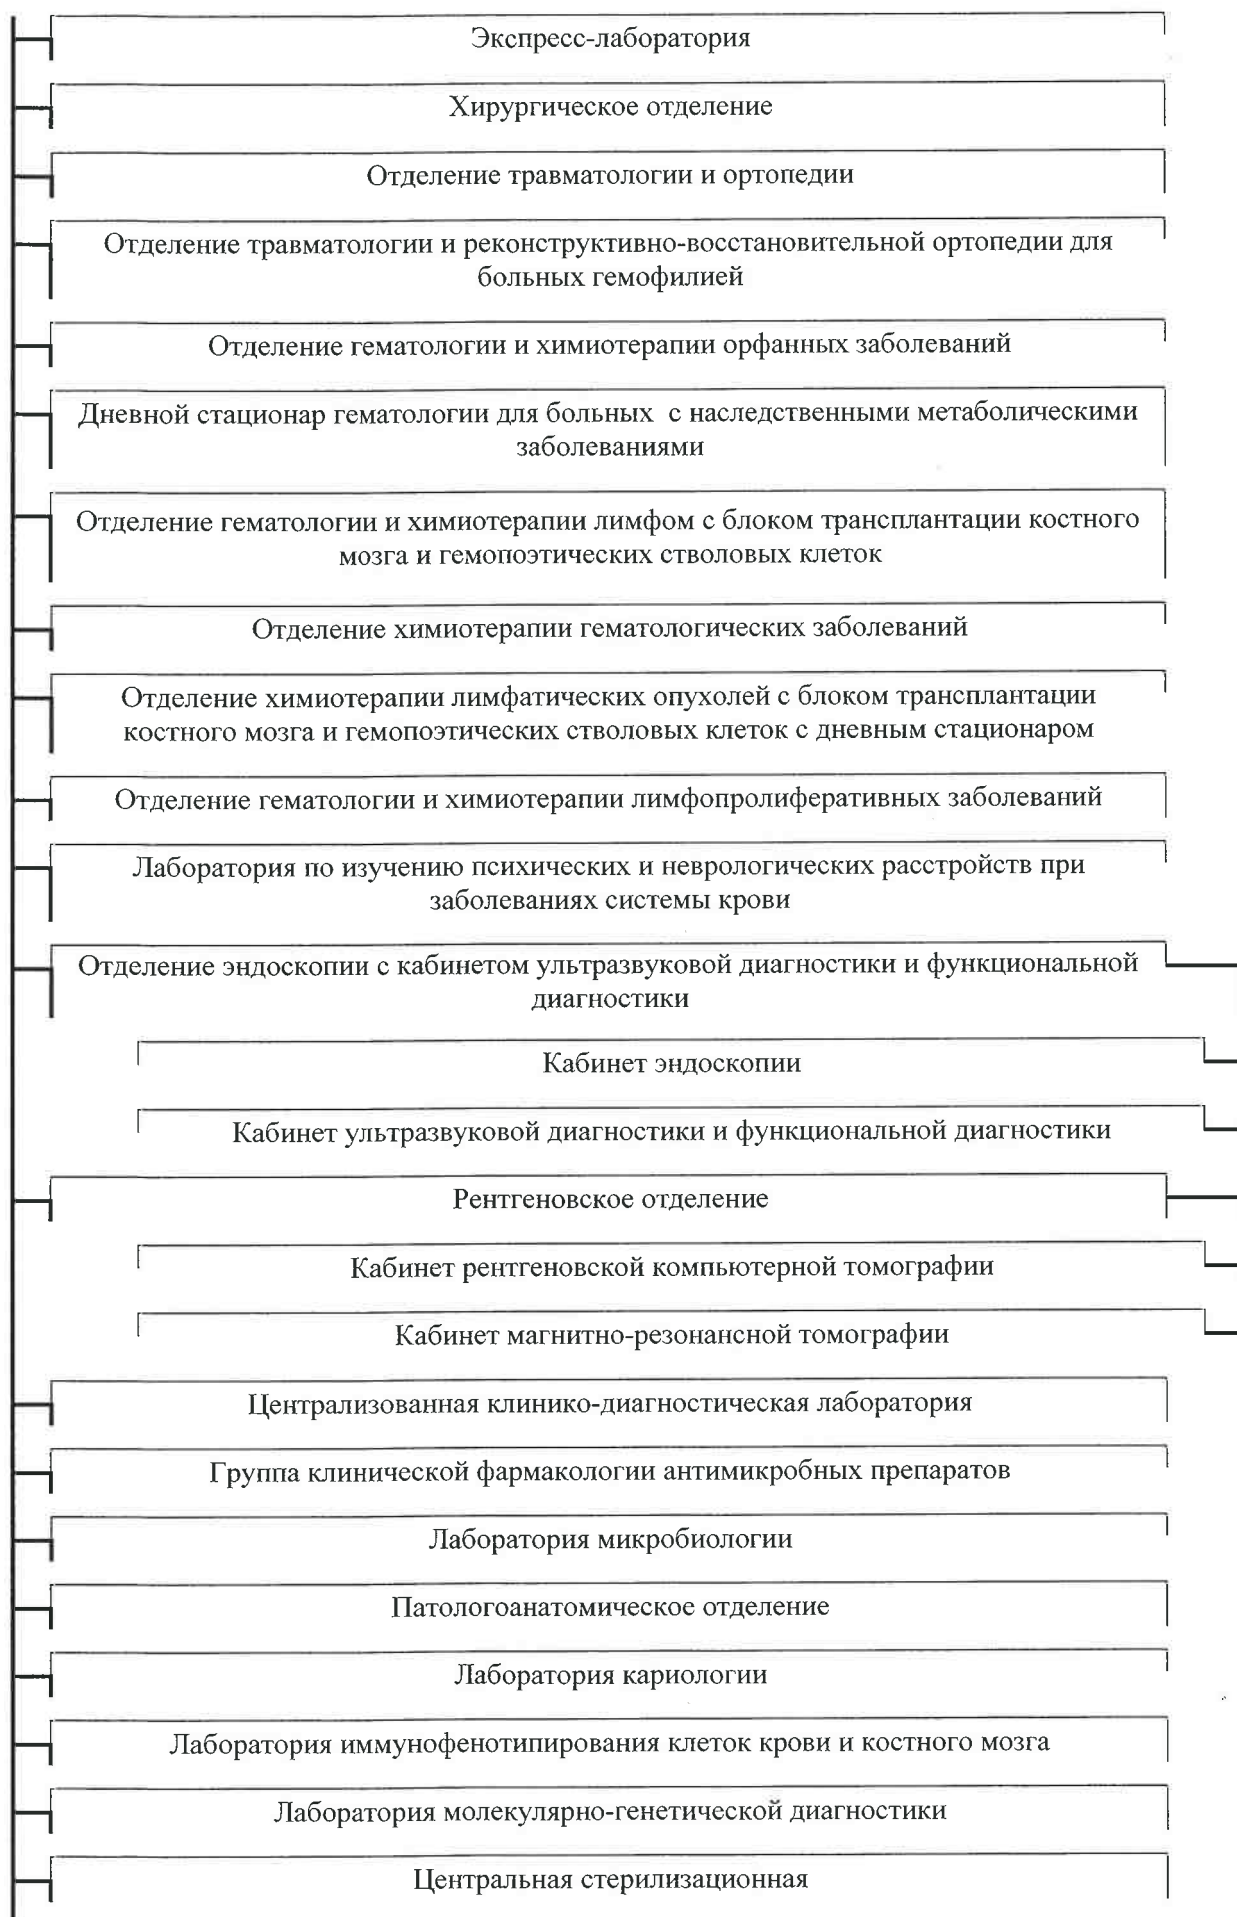 Экспресс-лаборатория
Хирургическое отделение
Отделение травматологии и ортопедии
Отделение травматологии и реконструктивно-восстановительной ортопедии для
больных гемофилией
Отделение гематологии и химиотерапии орфанных заболеваний
Дневной стационар гематологии для больных с наследственными метаболическими
заболеваниями
Отделение гематологии и химиотерапии лимфом с блоком трансплантации костного
мозга и гемопоэтических стволовых клеток
Отделение химиотерапии гематологических заболеваний
Отделение химиотерапии лимфатических опухолей с блоком трансплантации
костного мозга и гемопоэтических стволовых клеток с дневным стационаром
Отделение гематологии и химиотерапии лимфопролиферативных заболеваний
Лаборатория по изучению психических и неврологических расстройств при
заболеваниях системы крови
Отделение эндоскопии с кабинетом ультразвуковой диагностики и функциональной
диагностики
Кабинет эндоскопии
Кабинет ультразвуковой диагностики и функциональной диагностики
Рентгеновское отделение
Кабинет рентгеновской компьютерной томографии
Кабинет магнитно-резонансной томографии
Централизованная клинико-диагностическая лаборатория
Группа клинической фармакологии антимикробных препаратов
Лаборатория микробиологии
Патологоанатомическое отделение
Лаборатория кариологии
Лаборатория иммунофенотипирования клеток крови и костного мозга
Лаборатория молекулярно-генетической диагностики
Центральная стерилизационная